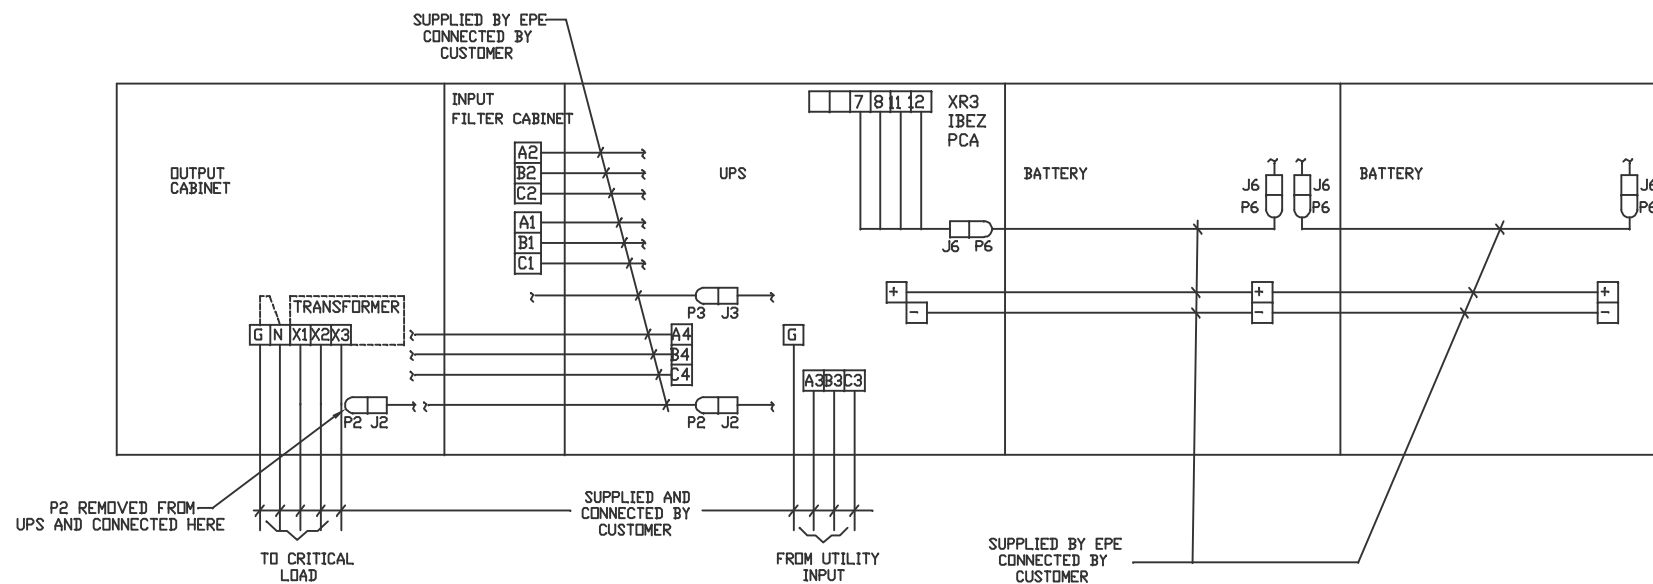 SUPPLIED BY EPE
CONNECTED BY
CUSTOMER
INPUT
FILTER CABINET
7 8 11 12
XR3
IBEZ
PCA
OUTPUT
CABINET
A2
B2
C2
UPS
BATTERY
BATTERY
J6
P6
J6
P6
J6
P6
A1
B1
C1
J6 P6
+
-
+
-
+
-
TRANSFORMER
P3 J3
G N X1 X2 X3
A4
B4
C4
G
A3 B3 C3
P2 J2
P2 J2
P2 REMOVED FROM
UPS AND CONNECTED HERE
SUPPLIED AND
CONNECTED BY
CUSTOMER
TO CRITICAL
LOAD
FROM UTILITY
INPUT
SUPPLIED BY EPE
CONNECTED BY
CUSTOMER